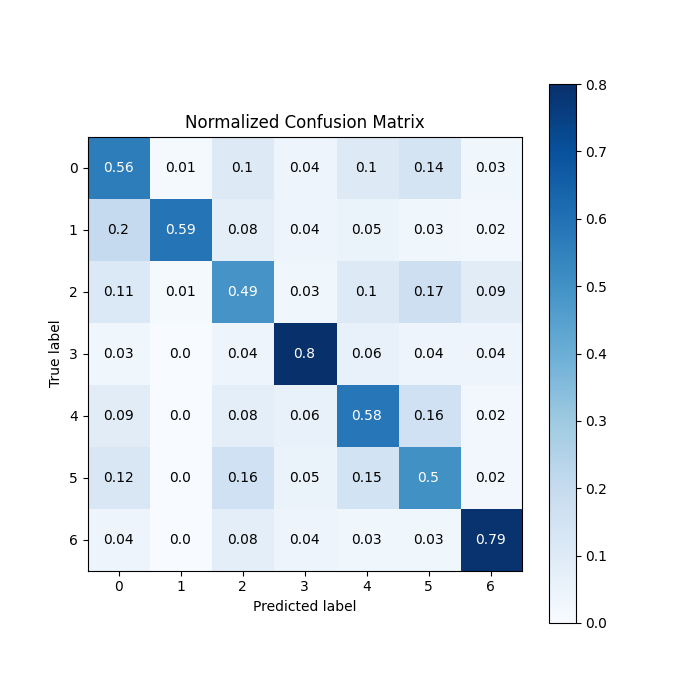 Normalized Confusion Matrix
True label
0 0.56 0.01 0.1 0.04 0.1 0.14 0.03
1 0.2 0.59 0.08 0.04 0.05 0.03 0.02
2 0.11 0.01 0.49 0.03 0.1 0.17 0.09
3 0.03 0.0 0.04 0.8 0.06 0.04 0.04
4 0.09 0.0 0.08 0.06 0.58 0.16 0.02
5 0.12 0.0 0.16 0.05 0.15 0.5 0.02
6 0.04 0.0 0.08 0.04 0.03 0.03 0.79
0 1 2 3 4 5 6
Predicted label
0.8
0.7
0.6
0.5
0.4
0.3
0.2
0.1
0.0